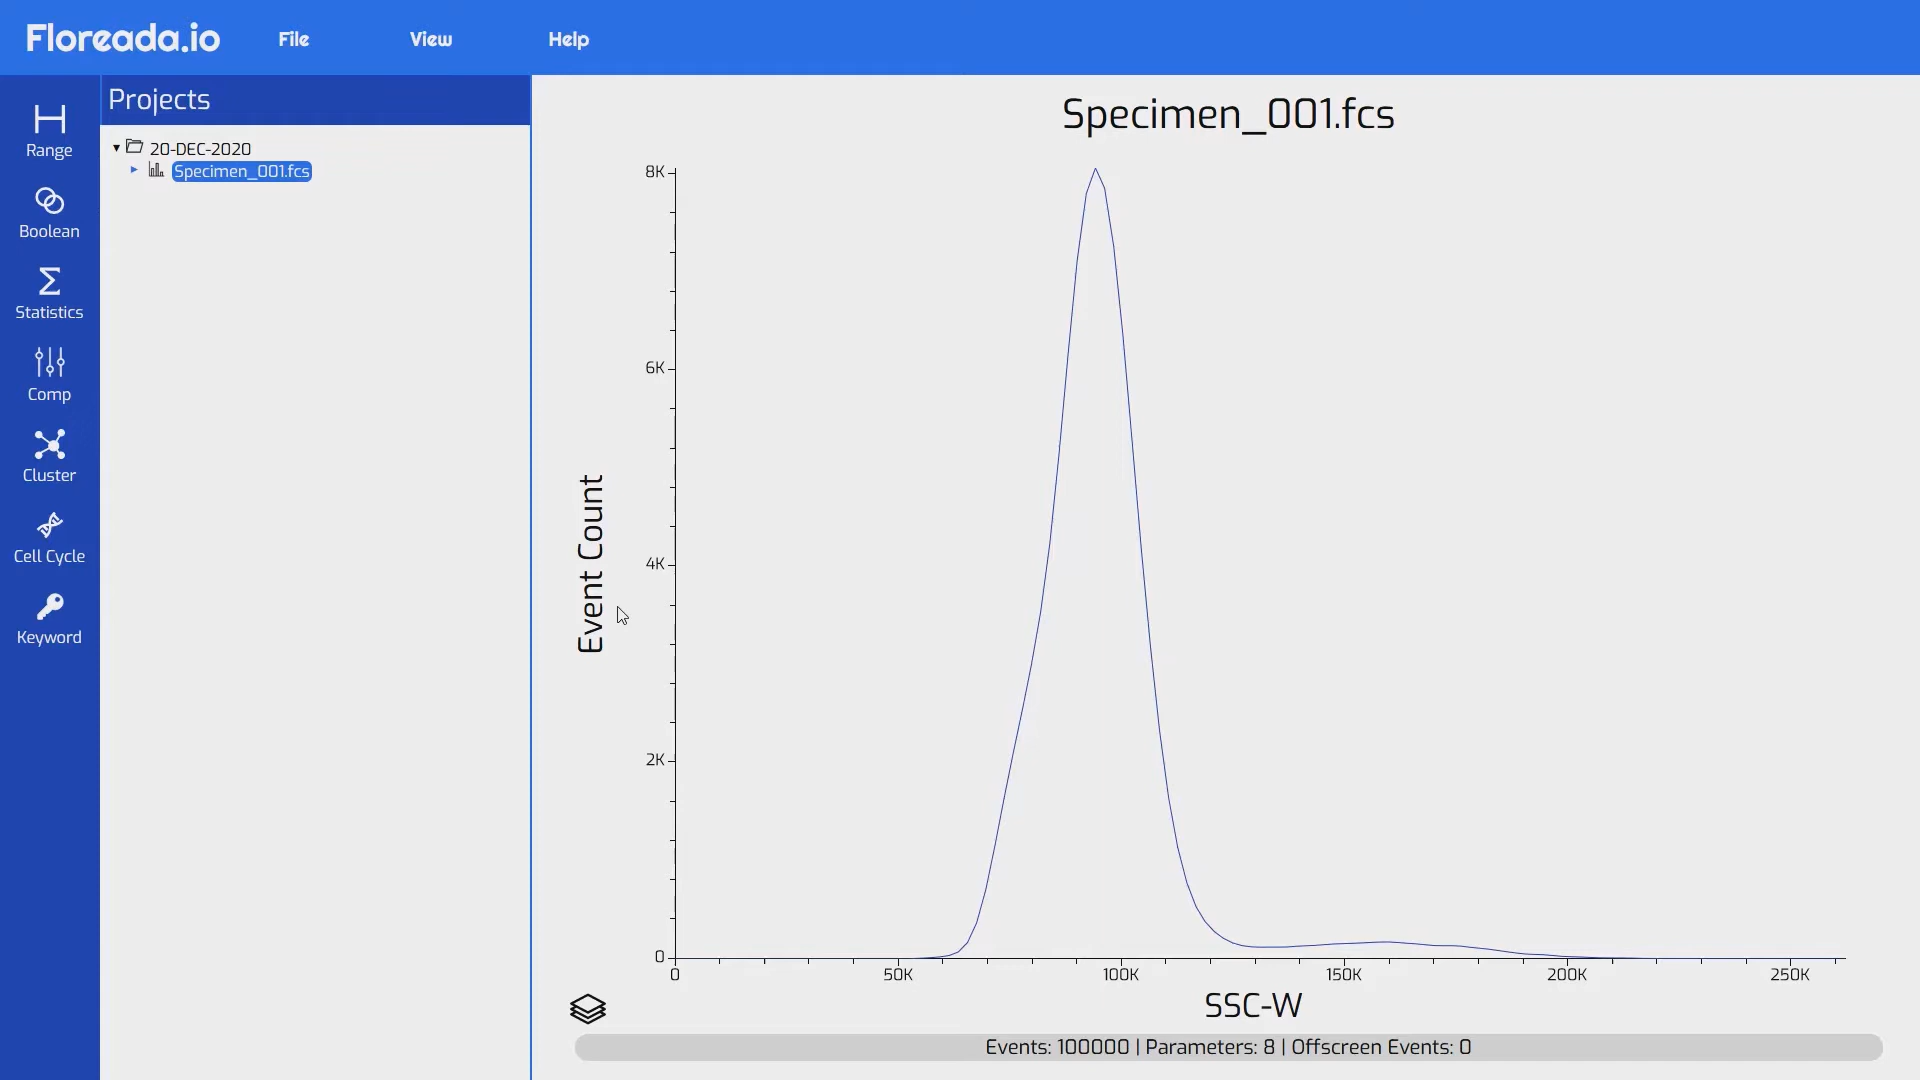 Floreada.io
File
View
Help
Range
Boolean
Statistics
Comp
Cluster
Cell Cycle
Keyword
Projects
20-DEC-2020
Specimen_001.fcs
Specimen_001.fcs
Event Count
8K
6K
4K
2K
0
0
50K
100K
150K
200K
250K
SSC-W
Events: 100000 | Parameters: 8 | Offscreen Events: 0